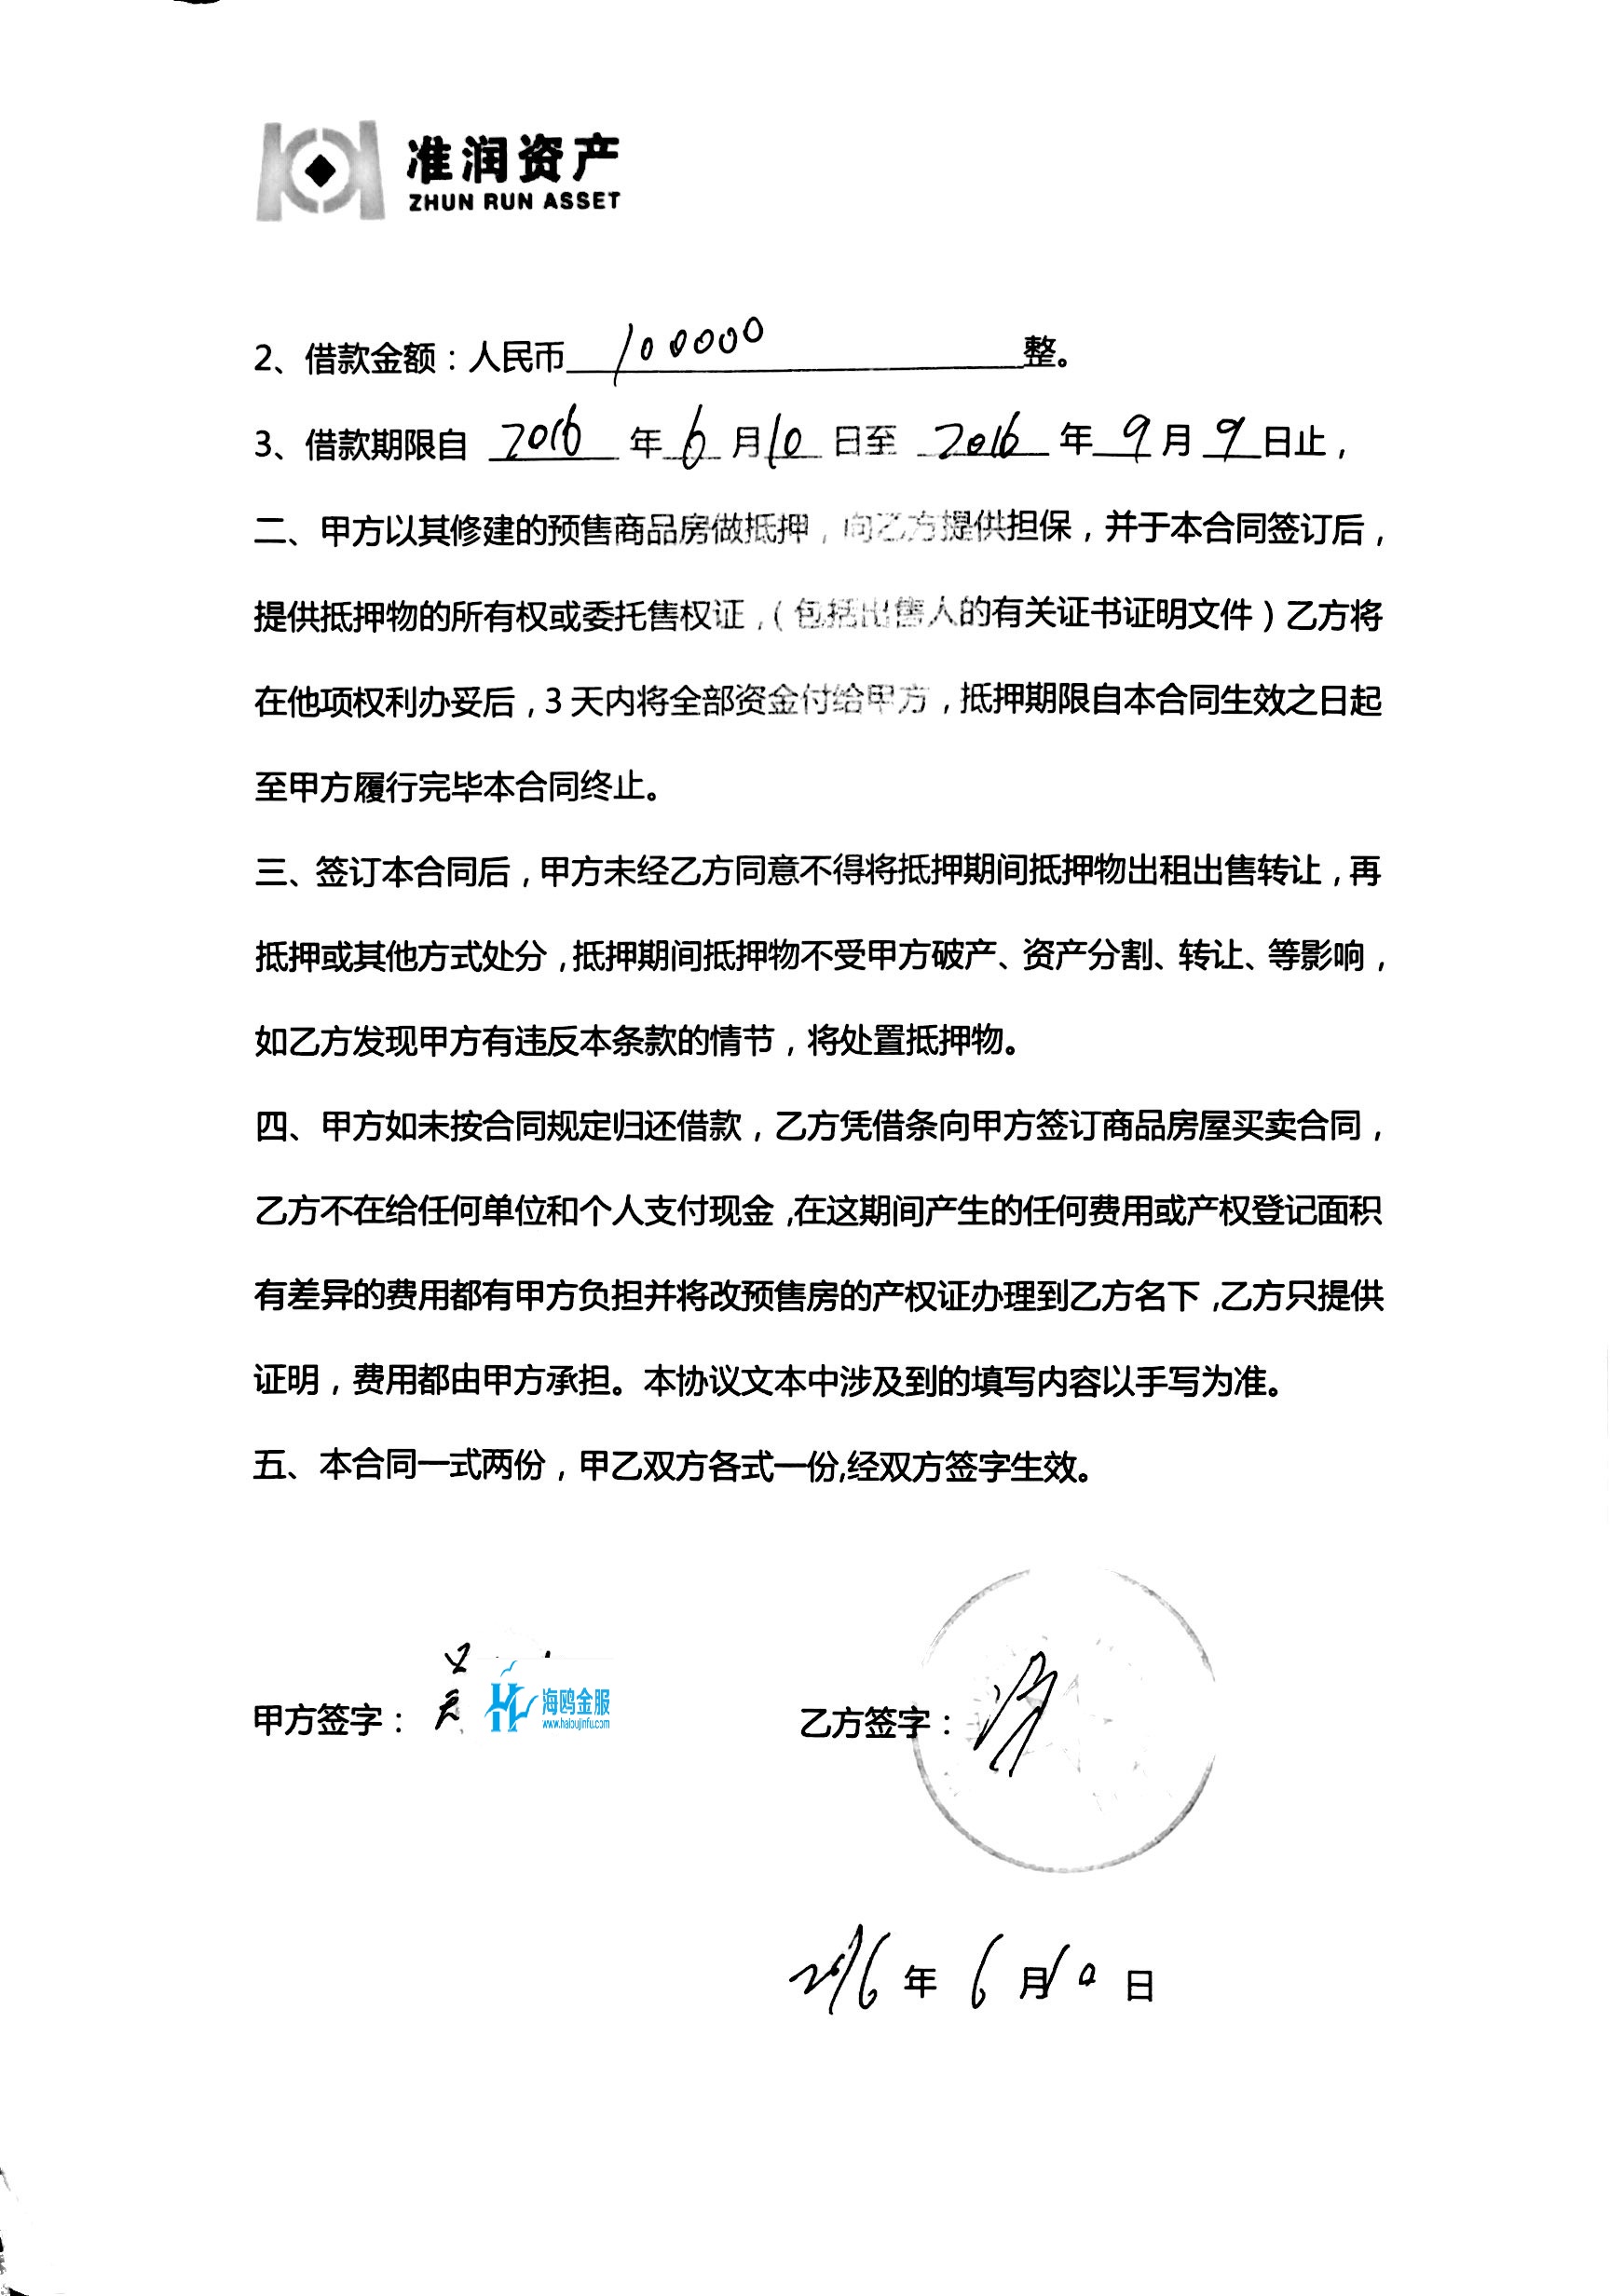 准润资产
ZHUN RUN ASSET
2、借款金额：人民币 100000 整。
3、借款期限自 2016 年 6 月 10 日至 2016 年 9 月 9 日止，
二、甲方以其修建的预售商品房做抵押，向乙方提供担保，并于本合同签订后，
提供抵押物的所有权或委托售权证，（包括出售人的有关证书证明文件）乙方将
在他项权利办妥后，3 天内将全部资金付给甲方，抵押期限自本合同生效之日起
至甲方履行完毕本合同终止。
三、签订本合同后，甲方未经乙方同意不得将抵押期间抵押物出租出售转让，再
抵押或其他方式处分，抵押期间抵押物不受甲方破产、资产分割、转让、等影响，
如乙方发现甲方有违反本条款的情节，将处置抵押物。
四、甲方如未按合同规定归还借款，乙方凭借条向甲方签订商品房屋买卖合同，
乙方不在给任何单位和个人支付现金，在这期间产生的任何费用或产权登记面积
有差异的费用都有甲方负担并将改预售房的产权证办理到乙方名下，乙方只提供
证明，费用都由甲方承担。本协议文本中涉及到的填写内容以手写为准。
五、本合同一式两份，甲乙双方各式一份,经双方签字生效。
甲方签字：
海鸥金服
www.haioujinfu.com
乙方签字：
2016 年 6 月 10 日